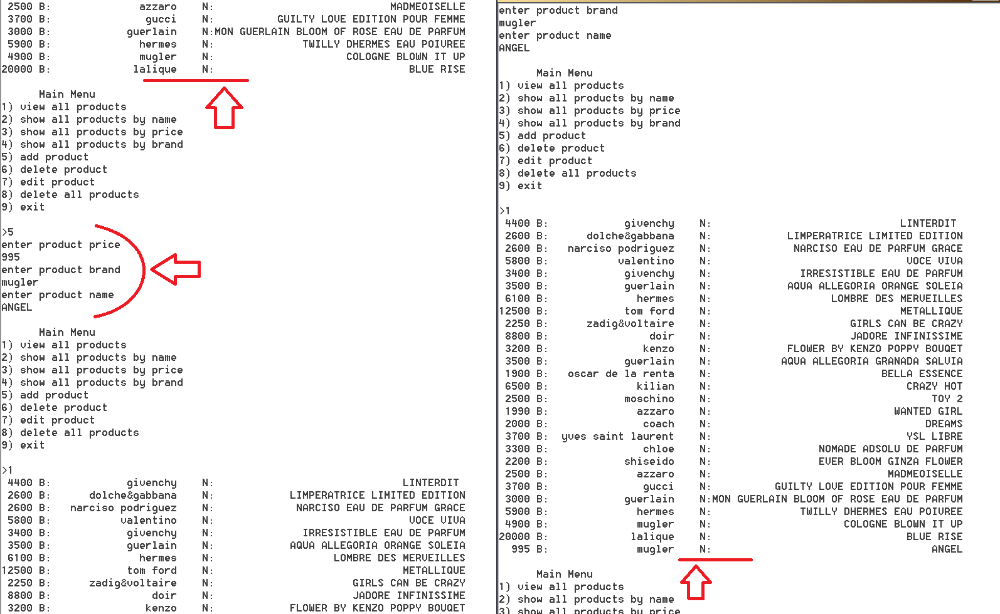 2500 B: azzaro N: MADMEOISELLE
3700 B: gucci N: GUILTY LOVE EDITION POUR FEMME
3000 B: guerlain N:MON GUERLAIN BLOOM OF ROSE EAU DE PARFUM
5900 B: hermes N: TWILLY DHERMES EAU POIVREE
4900 B: mugler N: COLOGNE BLOWN IT UP
20000 B: lalique N: BLUE RISE
Main Menu
1) view all products
2) show all products by name
3) show all products by price
4) show all products by brand
5) add product
6) delete product
7) edit product
8) delete all products
9) exit
>5
enter product price
995
enter product brand
mugler
enter product name
ANGEL
Main Menu
1) view all products
2) show all products by name
3) show all products by price
4) show all products by brand
5) add product
6) delete product
7) edit product
8) delete all products
9) exit
>1
4400 B: givenchy N: LINTERDIT
2600 B: dolche&gabbana N: LIMPERATRICE LIMITED EDITION
2600 B: narciso podriguez N: NARCISO EAU DE PARFUM GRACE
5800 B: valentino N: VOCE VIVA
3400 B: givenchy N: IRRESISTIBLE EAU DE PARFUM
3500 B: guerlain N: AQUA ALLEGORIA ORANGE SOLEIA
6100 B: hermes N: LOMBRE DES MERVEILLES
12500 B: tom ford N: METALLIQUE
2250 B: zadig&voltaire N: GIRLS CAN BE CRAZY
8800 B: doir N: JADORE INFINISSIME
3200 B: kenzo N: FLOWER BY KENZO POPPY BOUQET
enter product brand
mugler
enter product name
ANGEL
Main Menu
1) view all products
2) show all products by name
3) show all products by price
4) show all products by brand
5) add product
6) delete product
7) edit product
8) delete all products
9) exit
>1
4400 B: givenchy N: LINTERDIT
2600 B: dolche&gabbana N: LIMPERATRICE LIMITED EDITION
2600 B: narciso podriguez N: NARCISO EAU DE PARFUM GRACE
5800 B: valentino N: VOCE VIVA
3400 B: givenchy N: IRRESISTIBLE EAU DE PARFUM
3500 B: guerlain N: AQUA ALLEGORIA ORANGE SOLEIA
6100 B: hermes N: LOMBRE DES MERVEILLES
12500 B: tom ford N: METALLIQUE
2250 B: zadig&voltaire N: GIRLS CAN BE CRAZY
8800 B: doir N: JADORE INFINISSIME
3200 B: kenzo N: FLOWER BY KENZO POPPY BOUQET
3500 B: guerlain N: AQUA ALLEGORIA GRANADA SALVIA
1900 B: oscar de la renta N: BELLA ESSENCE
6500 B: kilian N: CRAZY HOT
2500 B: moschino N: TOY 2
1990 B: azzaro N: WANTED GIRL
2000 B: coach N: DREAMS
3700 B: yves saint laurent N: YSL LIBRE
3300 B: chloe N: NOMADE ADSOLU DE PARFUM
2200 B: shiseido N: EVER BLOOM GINZA FLOWER
2500 B: azzaro N: MADMEOISELLE
3700 B: gucci N: GUILTY LOVE EDITION POUR FEMME
3000 B: guerlain N:MON GUERLAIN BLOOM OF ROSE EAU DE PARFUM
5900 B: hermes N: TWILLY DHERMES EAU POIVREE
4900 B: mugler N: COLOGNE BLOWN IT UP
20000 B: lalique N: BLUE RISE
995 B: mugler N: ANGEL
Main Menu
1) view all products
2) show all products by name
3) show all products by price